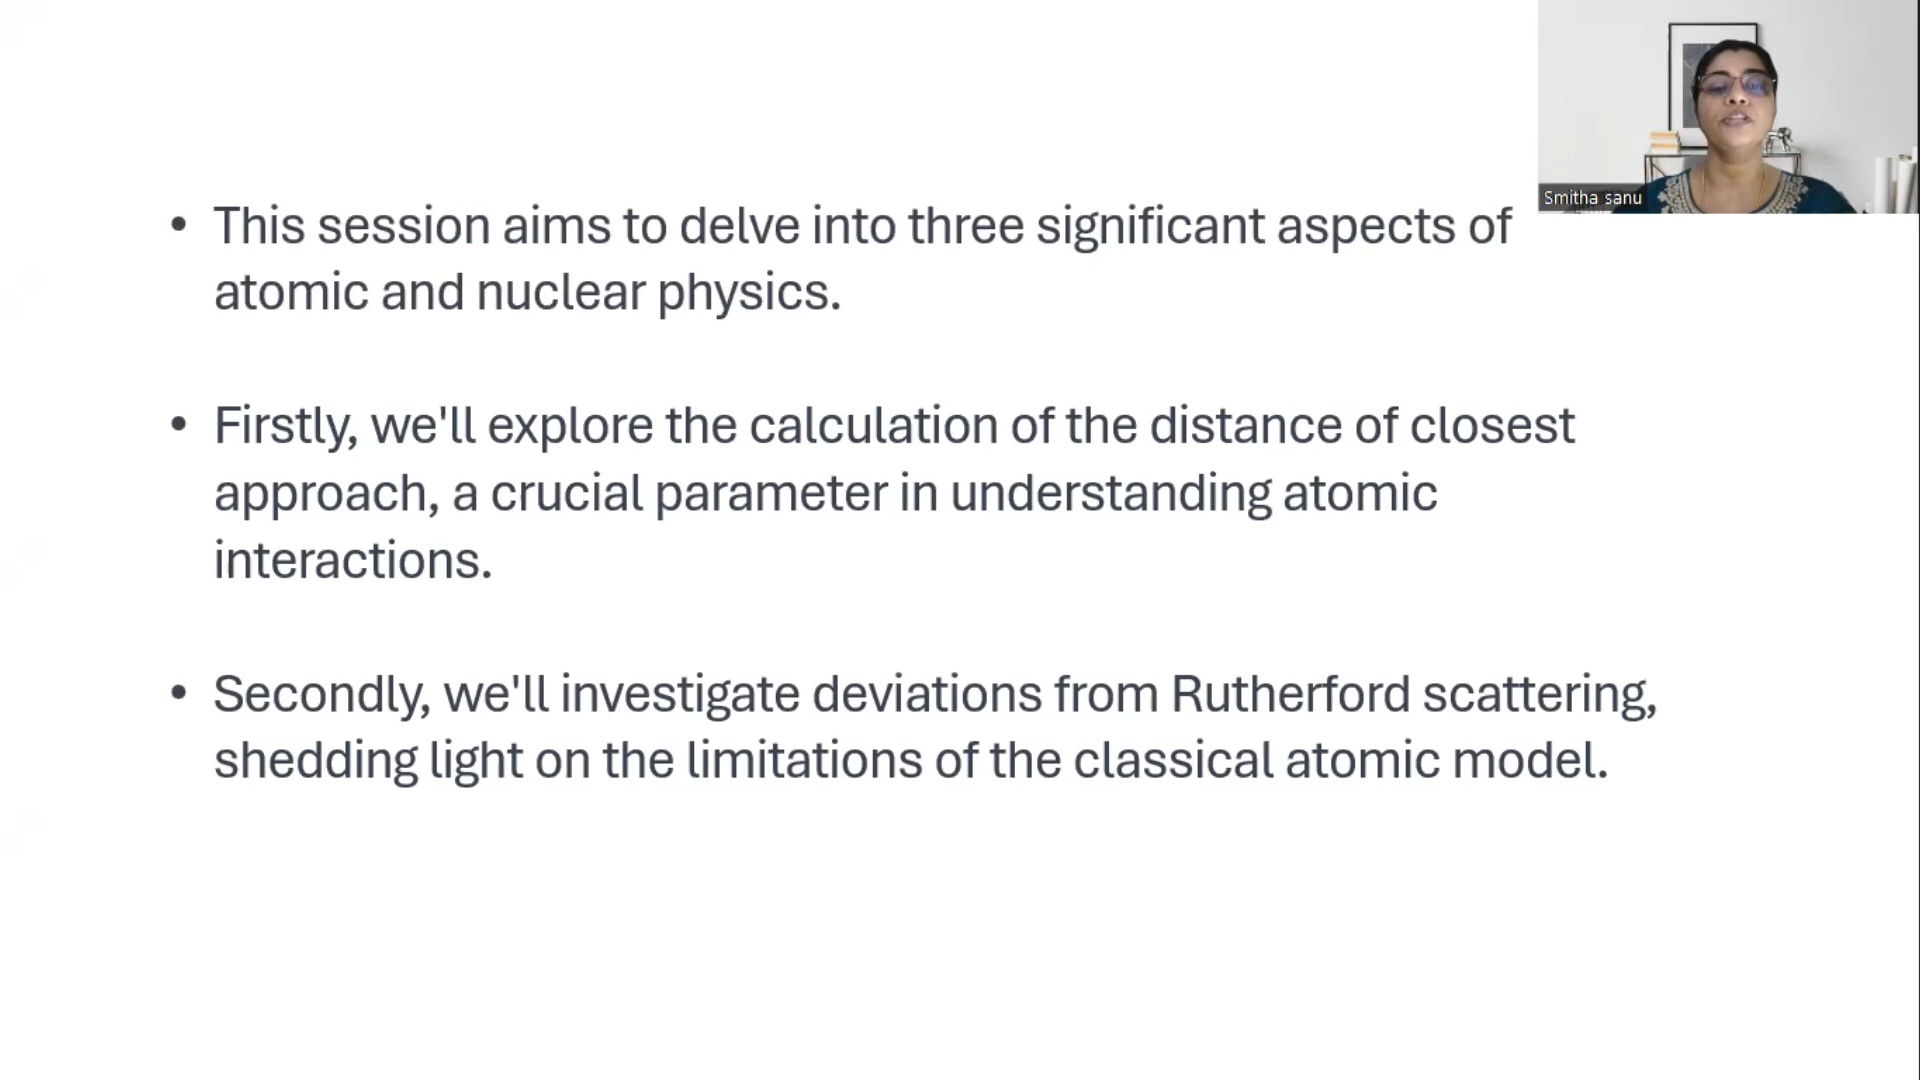 Smitha sanu
• This session aims to delve into three significant aspects of
atomic and nuclear physics.
• Firstly, we'll explore the calculation of the distance of closest
approach, a crucial parameter in understanding atomic
interactions.
• Secondly, we'll investigate deviations from Rutherford scattering,
shedding light on the limitations of the classical atomic model.